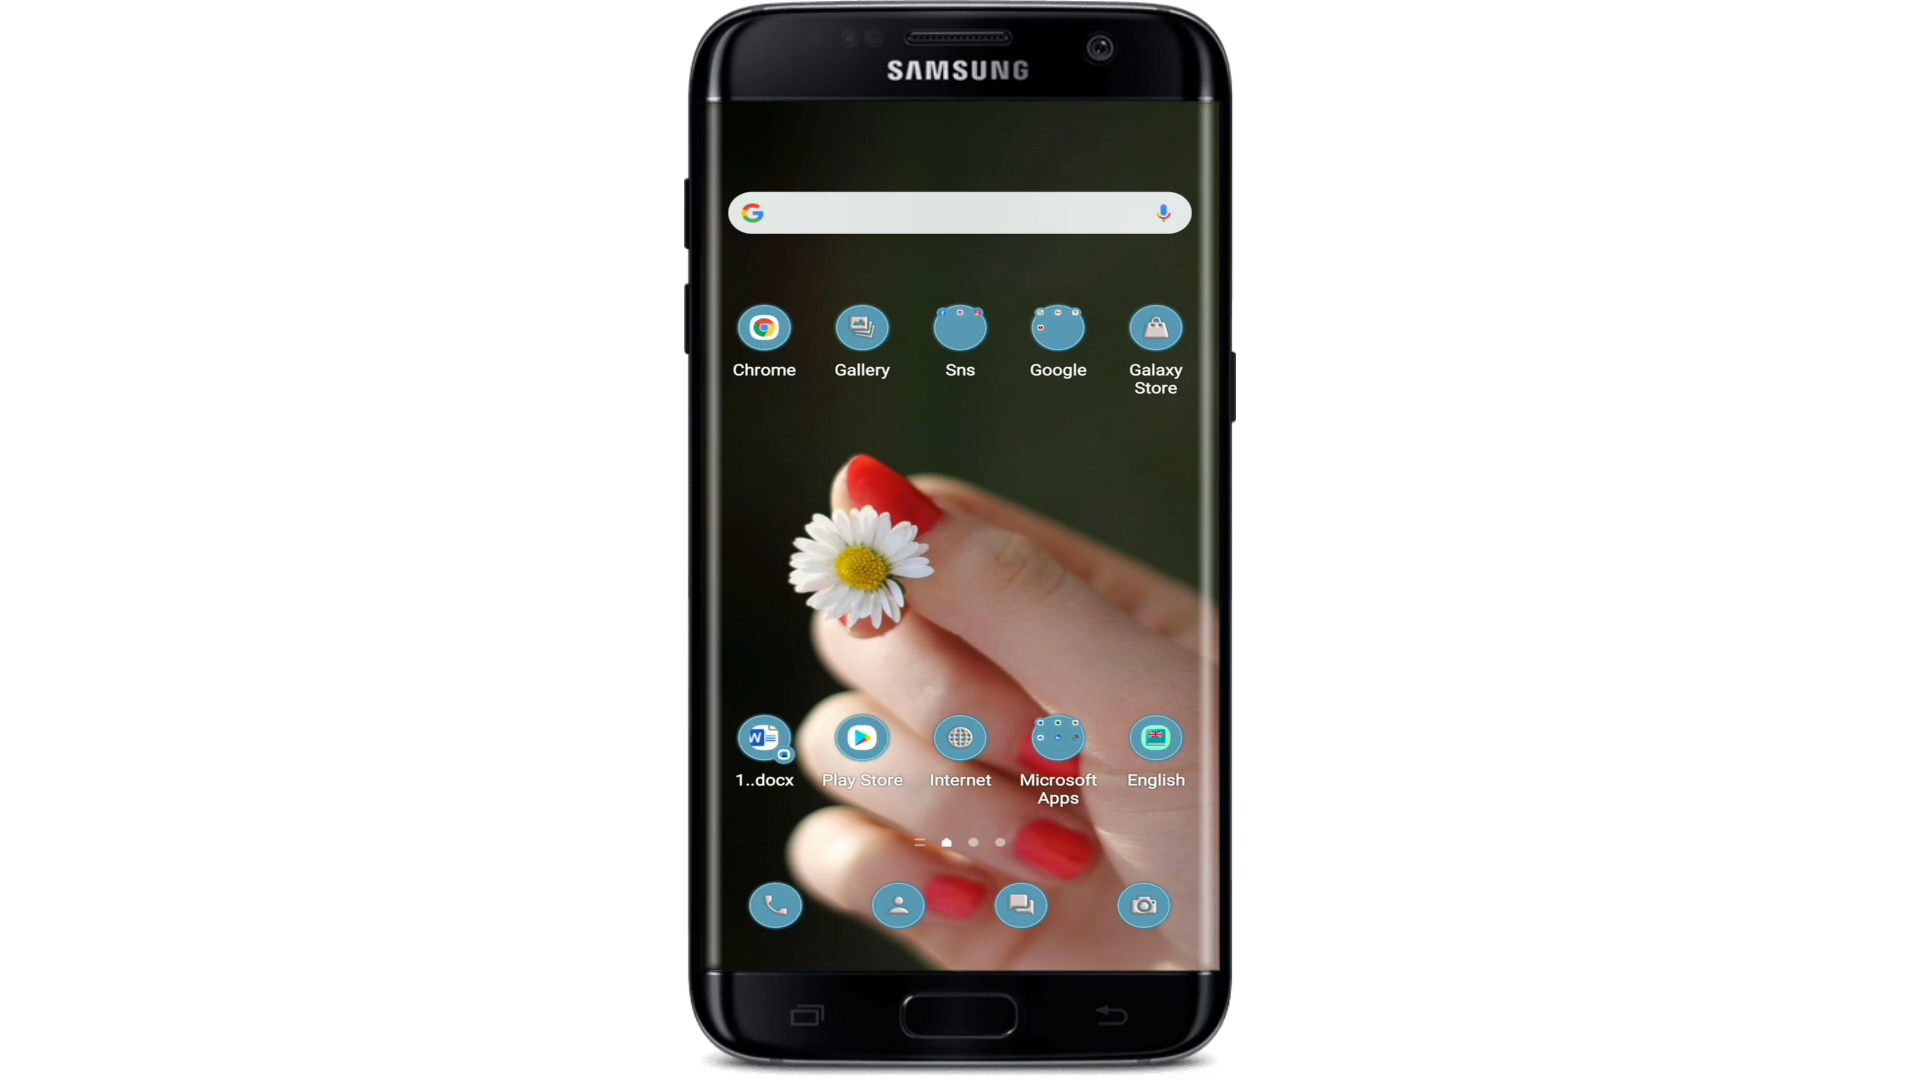 SAMSUNG
Chrome
Gallery
Sns
Google
Galaxy
Store
1..docx
Play Store
Internet
Microsoft
Apps
English